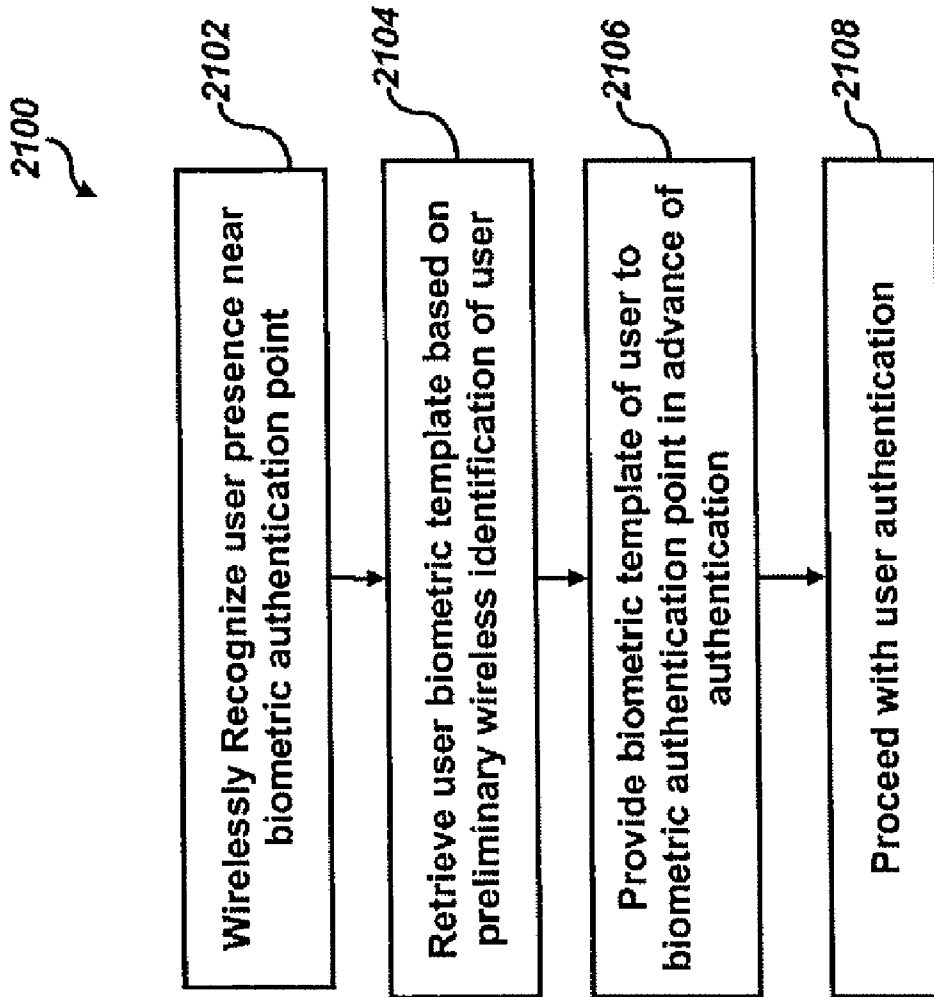 2100
2102
Wirelessly Recognize user presence near
biometric authentication point
2104
Retrieve user biometric template based on
preliminary wireless identification of user
2106
Provide biometric template of user to
biometric authentication point in advance of
authentication
2108
Proceed with user authentication